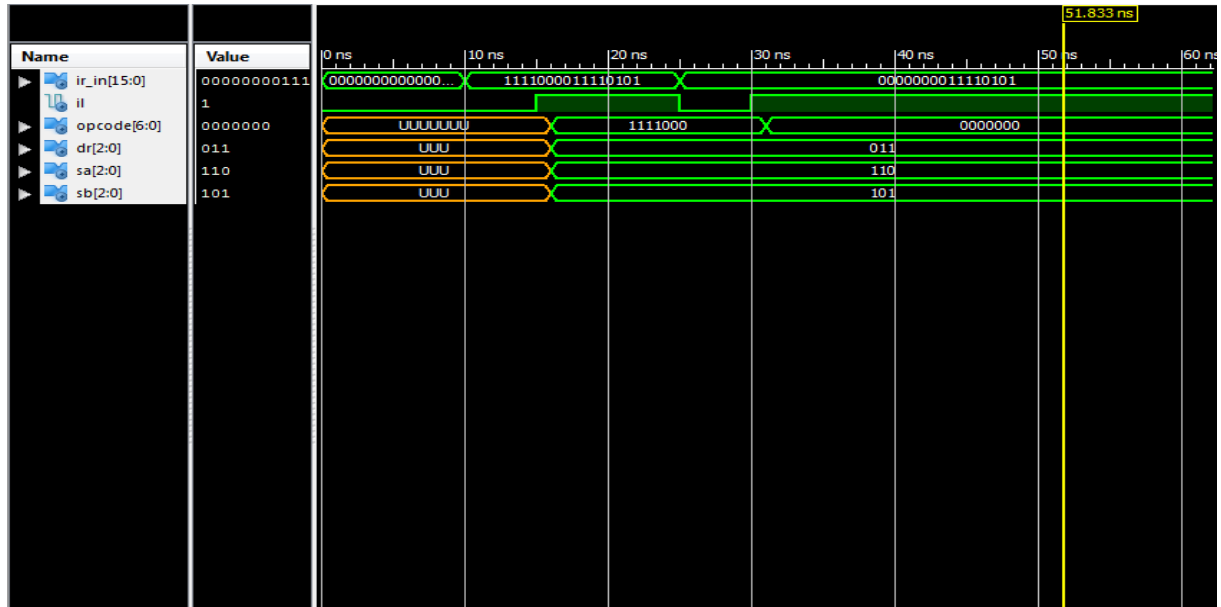 51.833 ns
Name Value 0 ns 10 ns 20 ns 30 ns 40 ns 50 ns 60 ns
ir_in[15:0] 00000000111 0000000000000... 1111000011110101 0000000011110101
il 1
opcode[6:0] 0000000 UUUUUUU 1111000 0000000
dr[2:0] 011 UUU 011
sa[2:0] 110 UUU 110
sb[2:0] 101 UUU 101